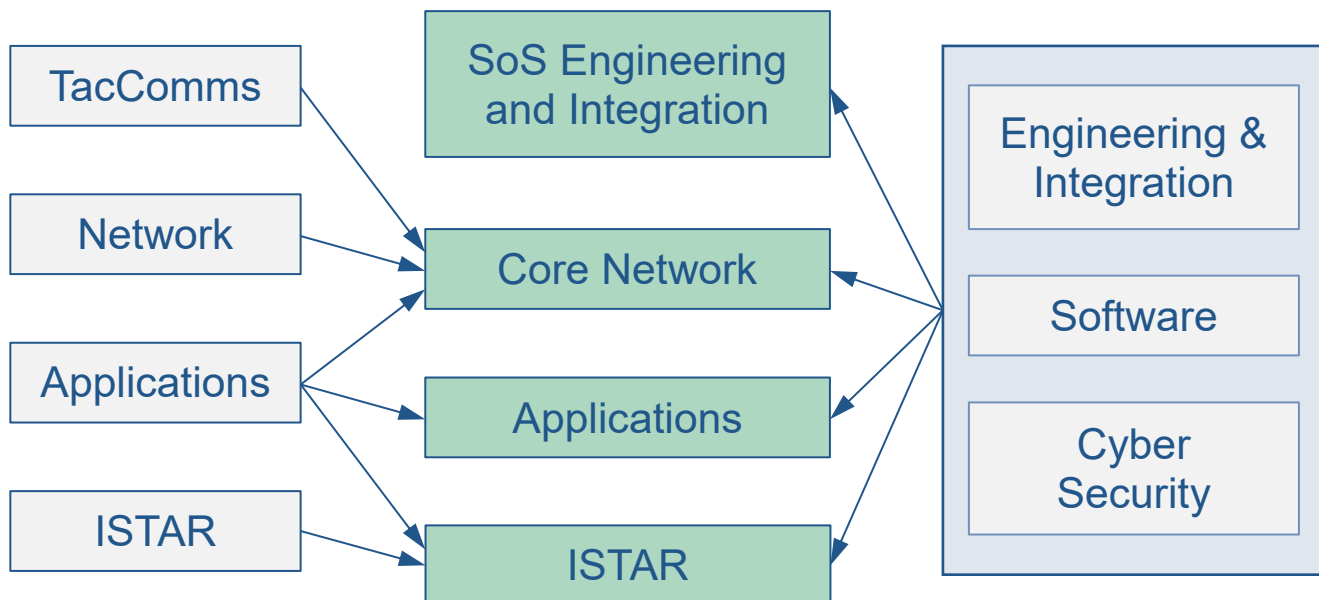 TacComms
Network
Applications
ISTAR
SoS Engineering
and Integration
Core Network
Applications
ISTAR
Engineering &
Integration
Software
Cyber
Security